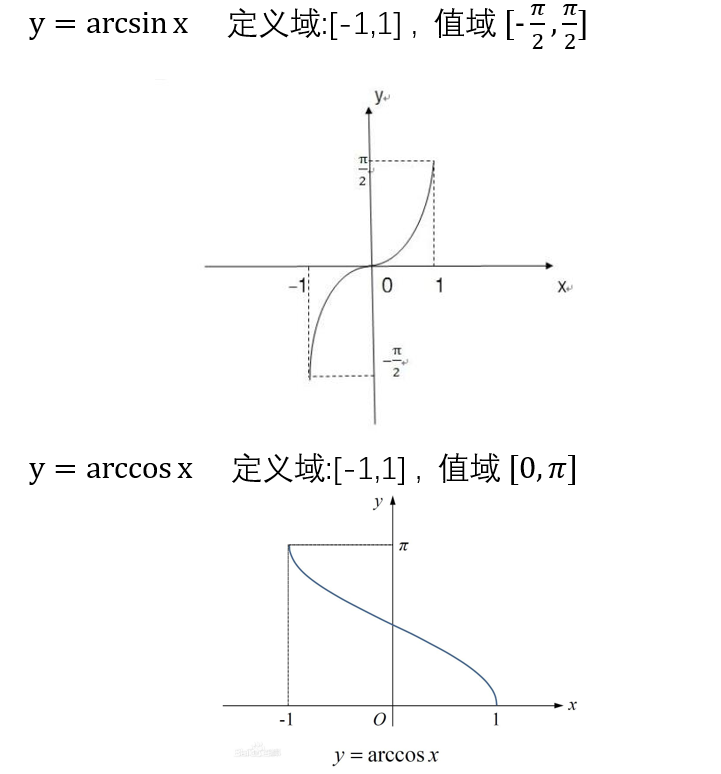 y = arcsin x 定义域:[-1,1] , 值域 [-π/2,π/2]
y
π/2
-1 0 1 x
-π/2
y = arccos x 定义域:[-1,1] , 值域 [0,π]
y
π
-1 O 1 x
y = arccos x